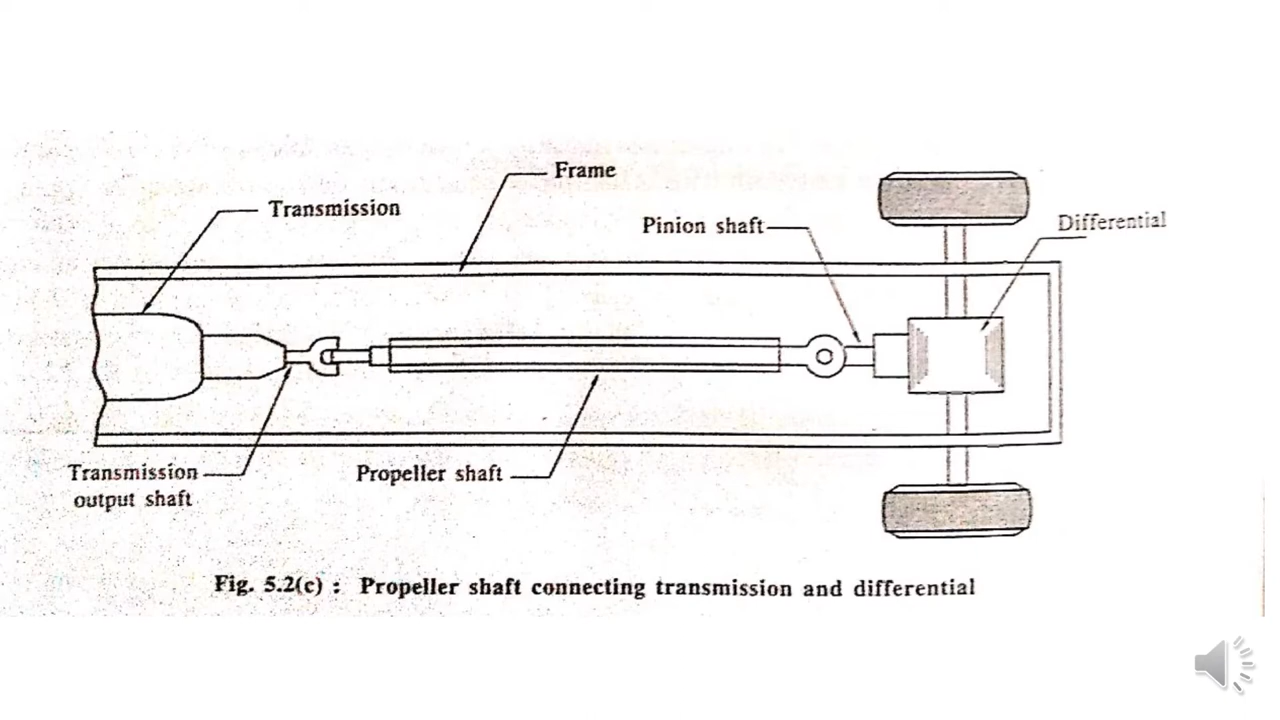 Frame
Transmission
Pinion shaft
Differential
Transmission
output shaft
Propeller shaft
Fig. 5.2(c) : Propeller shaft connecting transmission and differential